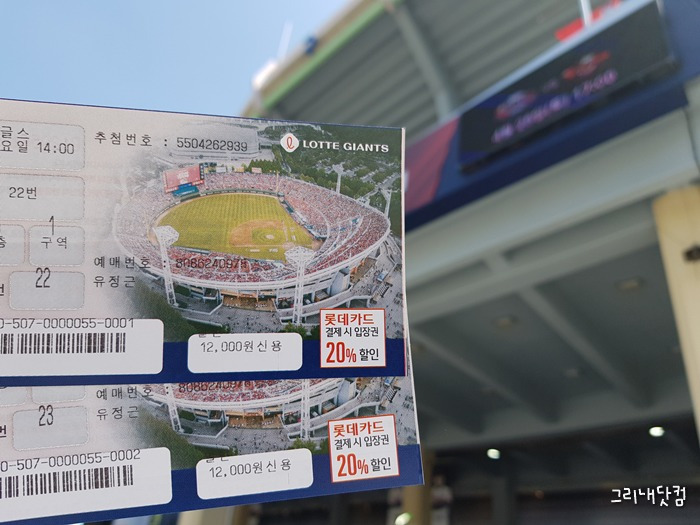 글스
요일 14:00
추첨번호 : 5504262939
LOTTE GIANTS
22번
1
층
구역
예매번호 8086240975
22
유정근
0-507-0000055-0001
12,000원신용
롯데카드
결제 시 입장권
20% 할인
예매번호
23
유정근
0-507-0000055-0002
12,000원신용
롯데카드
결제 시 입장권
20% 할인
그리내닷컴